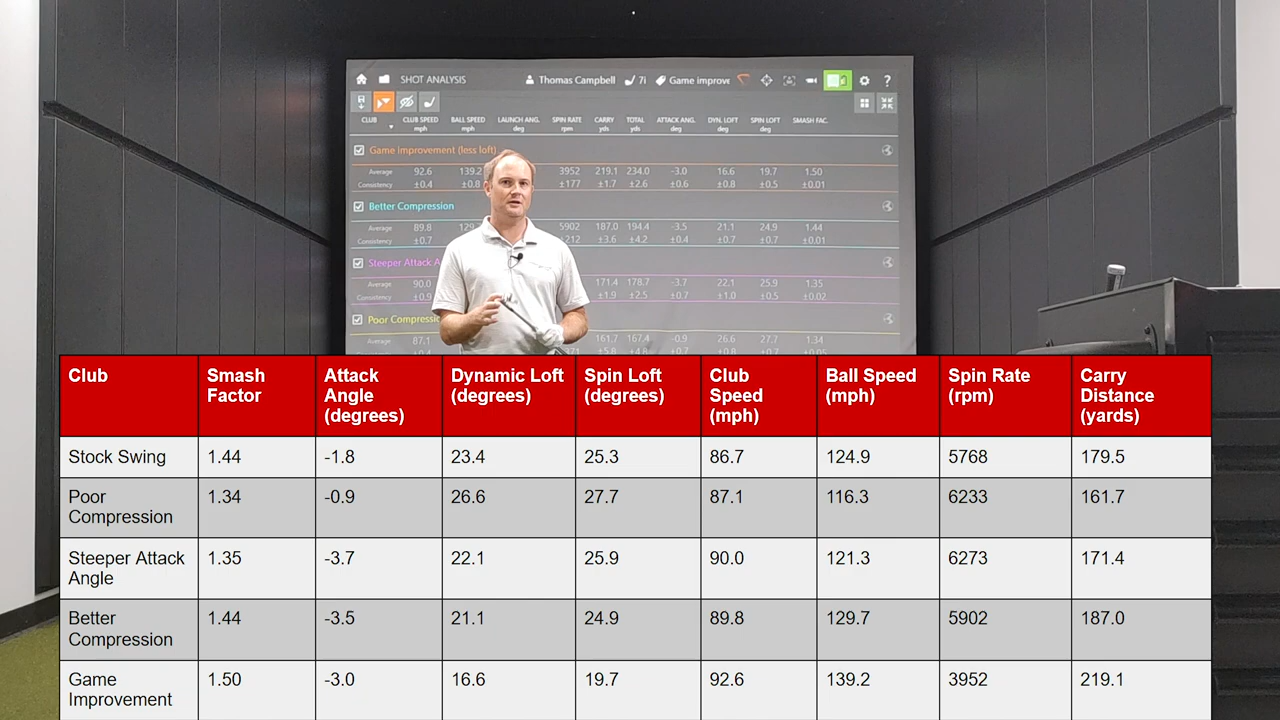 SHOT ANALYSIS Thomas Campbell 7i Game improve ?
CLUB CLUB SPEED BALL SPEED LAUNCH ANG. SPIN RATE CARRY TOTAL ATTACK ANG. DYN. LOFT SPIN LOFT SMASH FAC.
mph mph deg rpm yds yds deg deg deg
Game improvement (less loft)
Average 92.6 139.2 3952 219.1 234.0 -3.0 16.6 19.7 1.50
Consistency ±0.4 ±0.8 ±177 ±1.7 ±2.6 ±0.6 ±0.8 ±0.5 ±0.01
Better Compression
Average 89.8 129. 5902 187.0 194.4 -3.5 21.1 24.9 1.44
Consistency ±0.7 ±212 ±3.6 ±4.2 ±0.4 ±0.7 ±0.7 ±0.01
Steeper Attack A
Average 90.0 171.4 178.7 -3.7 22.1 25.9 1.35
Consistency ±0.9 ±1.9 ±2.5 ±0.7 ±1.0 ±0.5 ±0.02
Poor Compressio
Average 87.1 161.7 167.4 -0.9 26.6 27.7 1.34
Club Smash Factor Attack Angle (degrees) Dynamic Loft (degrees) Spin Loft (degrees) Club Speed (mph) Ball Speed (mph) Spin Rate (rpm) Carry Distance (yards)
Stock Swing 1.44 -1.8 23.4 25.3 86.7 124.9 5768 179.5
Poor Compression 1.34 -0.9 26.6 27.7 87.1 116.3 6233 161.7
Steeper Attack Angle 1.35 -3.7 22.1 25.9 90.0 121.3 6273 171.4
Better Compression 1.44 -3.5 21.1 24.9 89.8 129.7 5902 187.0
Game Improvement 1.50 -3.0 16.6 19.7 92.6 139.2 3952 219.1